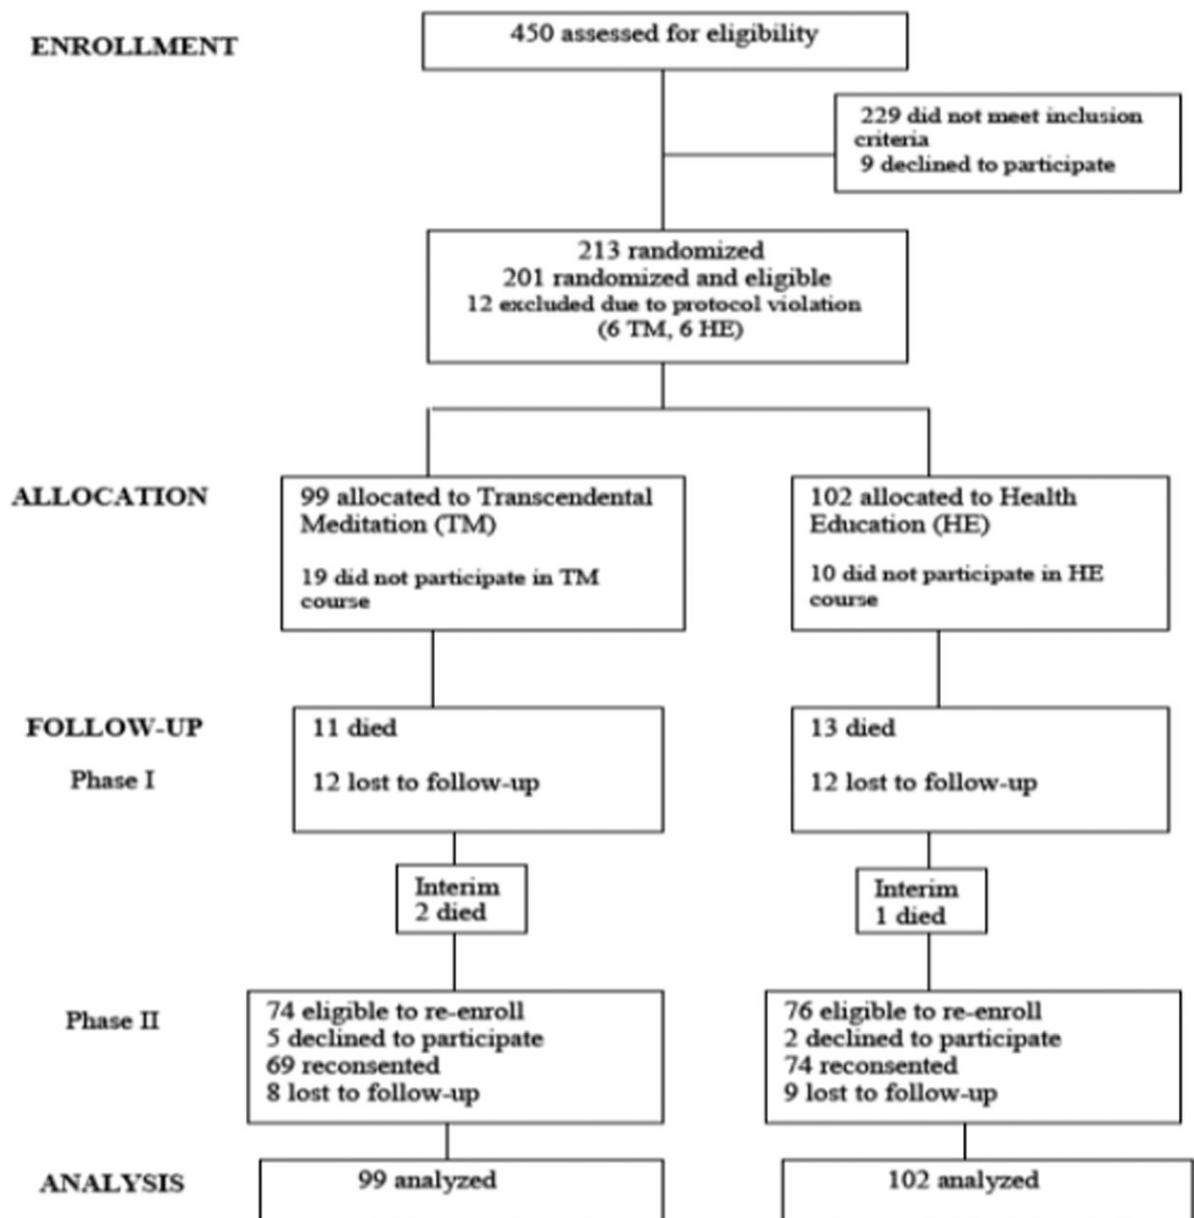 ENROLLMENT
450 assessed for eligibility
229 did not meet inclusion
criteria
9 declined to participate
213 randomized
201 randomized and eligible
12 excluded due to protocol violation
(6 TM, 6 HE)
ALLOCATION
99 allocated to Transcendental
Meditation (TM)
19 did not participate in TM
course
102 allocated to Health
Education (HE)
10 did not participate in HE
course
FOLLOW-UP
Phase I
11 died
12 lost to follow-up
13 died
12 lost to follow-up
Interim
2 died
Interim
1 died
Phase II
74 eligible to re-enroll
5 declined to participate
69 reconsented
8 lost to follow-up
76 eligible to re-enroll
2 declined to participate
74 reconsented
9 lost to follow-up
ANALYSIS
99 analyzed
102 analyzed